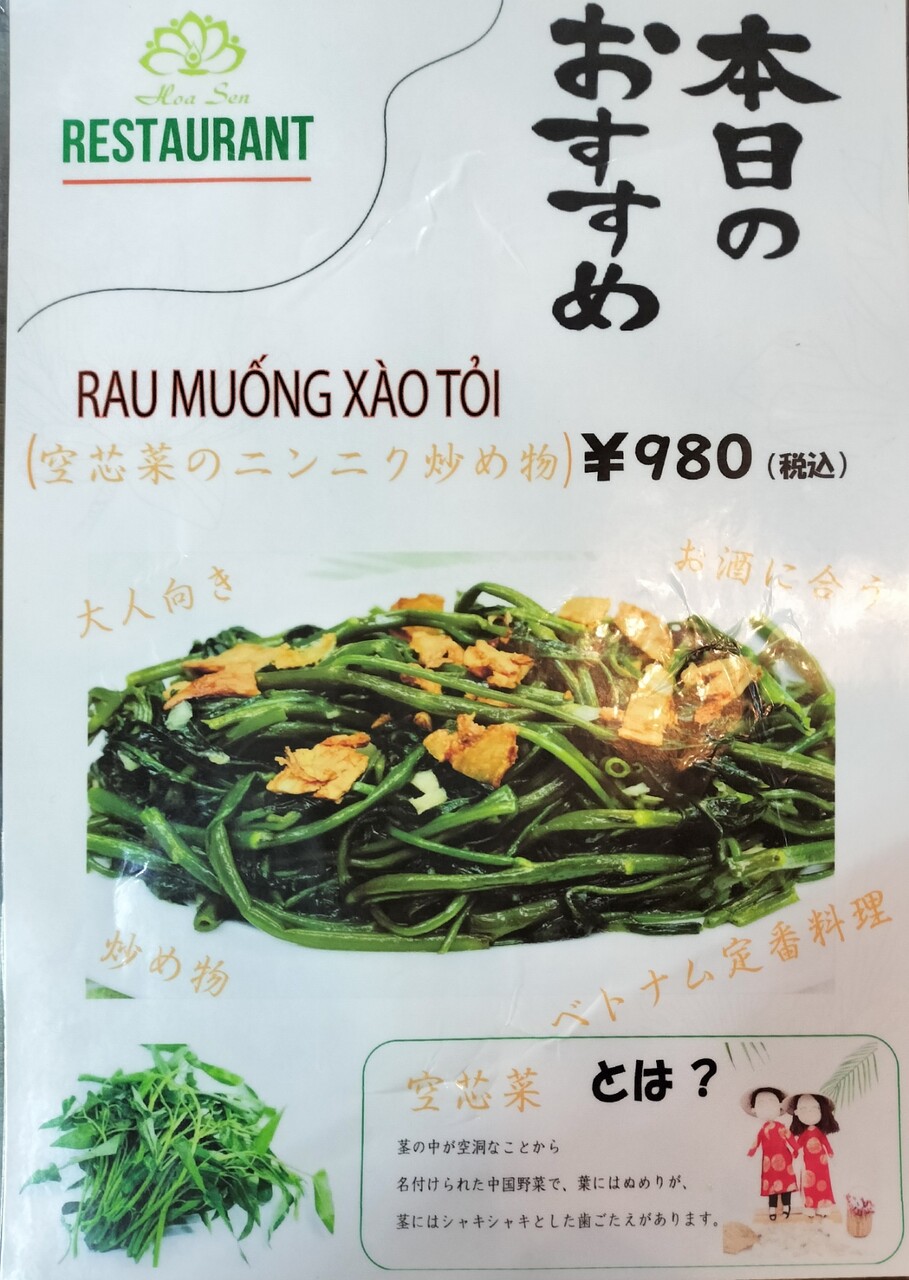 Hoa Sen
RESTAURANT
本日の
おすすめ
RAU MUỐNG XÀO TỎI
(空芯菜のニンニク炒め物)¥980(税込)
大人向き
お酒に合う
炒め物
ベトナム定番料理
空芯菜とは？
茎の中が空洞なことから
名付けられた中国野菜で、葉にはぬめりが、
茎にはシャキシャキとした歯ごたえがあります。